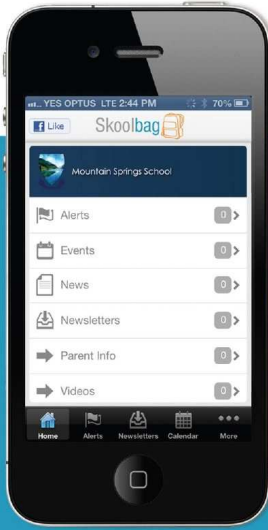 YES OPTUS LTE 2:44 PM 70%
Like Skoolbag
Mountain Springs School
Alerts 0
Events 0
News 0
Newsletters 0
Parent Info 0
Videos 0
Home Alerts Newsletters Calendar More